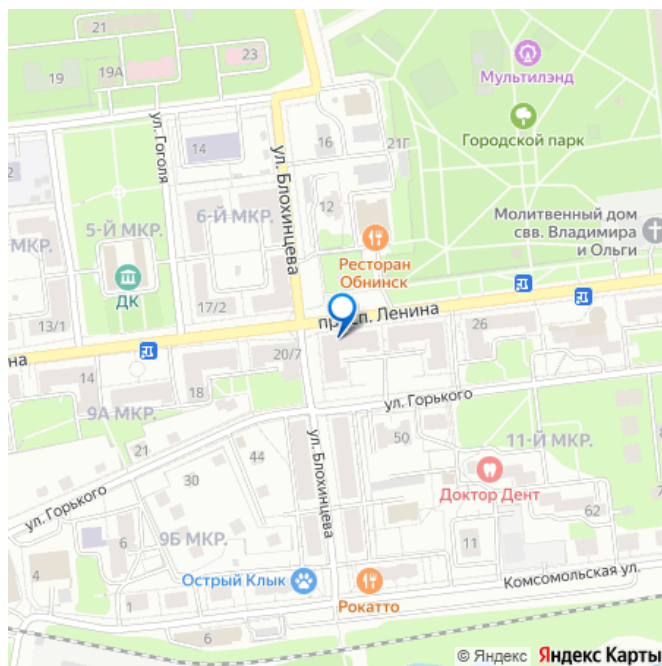 21
23
19
19А
Мультилэнд
ул. Гоголя
14
16
21Г
Городской парк
ул. Блохинцева
12
6-Й МКР.
5-Й МКР.
МКР.
Молитвенный дом
свв. Владимира
и Ольги
Ресторан
Обнинск
ДК
17/2
13/1
просп. Ленина
26
на
20/7
14
18
9А МКР.
ул. Горького
21
44
50
11-Й МКР.
30
ул. Блохинцева
Доктор Дент
ул. Горького
62
6
9Б МКР.
11
4
Острый Клык
Рокатто
Комсомольская ул.
1
6
© Яндекс Яндекс Карты